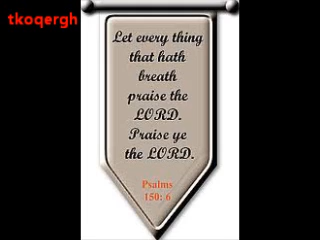 tkoqergh
Let every thing
that hath
breath
praise the
LORD.
Praise ye
the LORD.
Psalms
150: 6